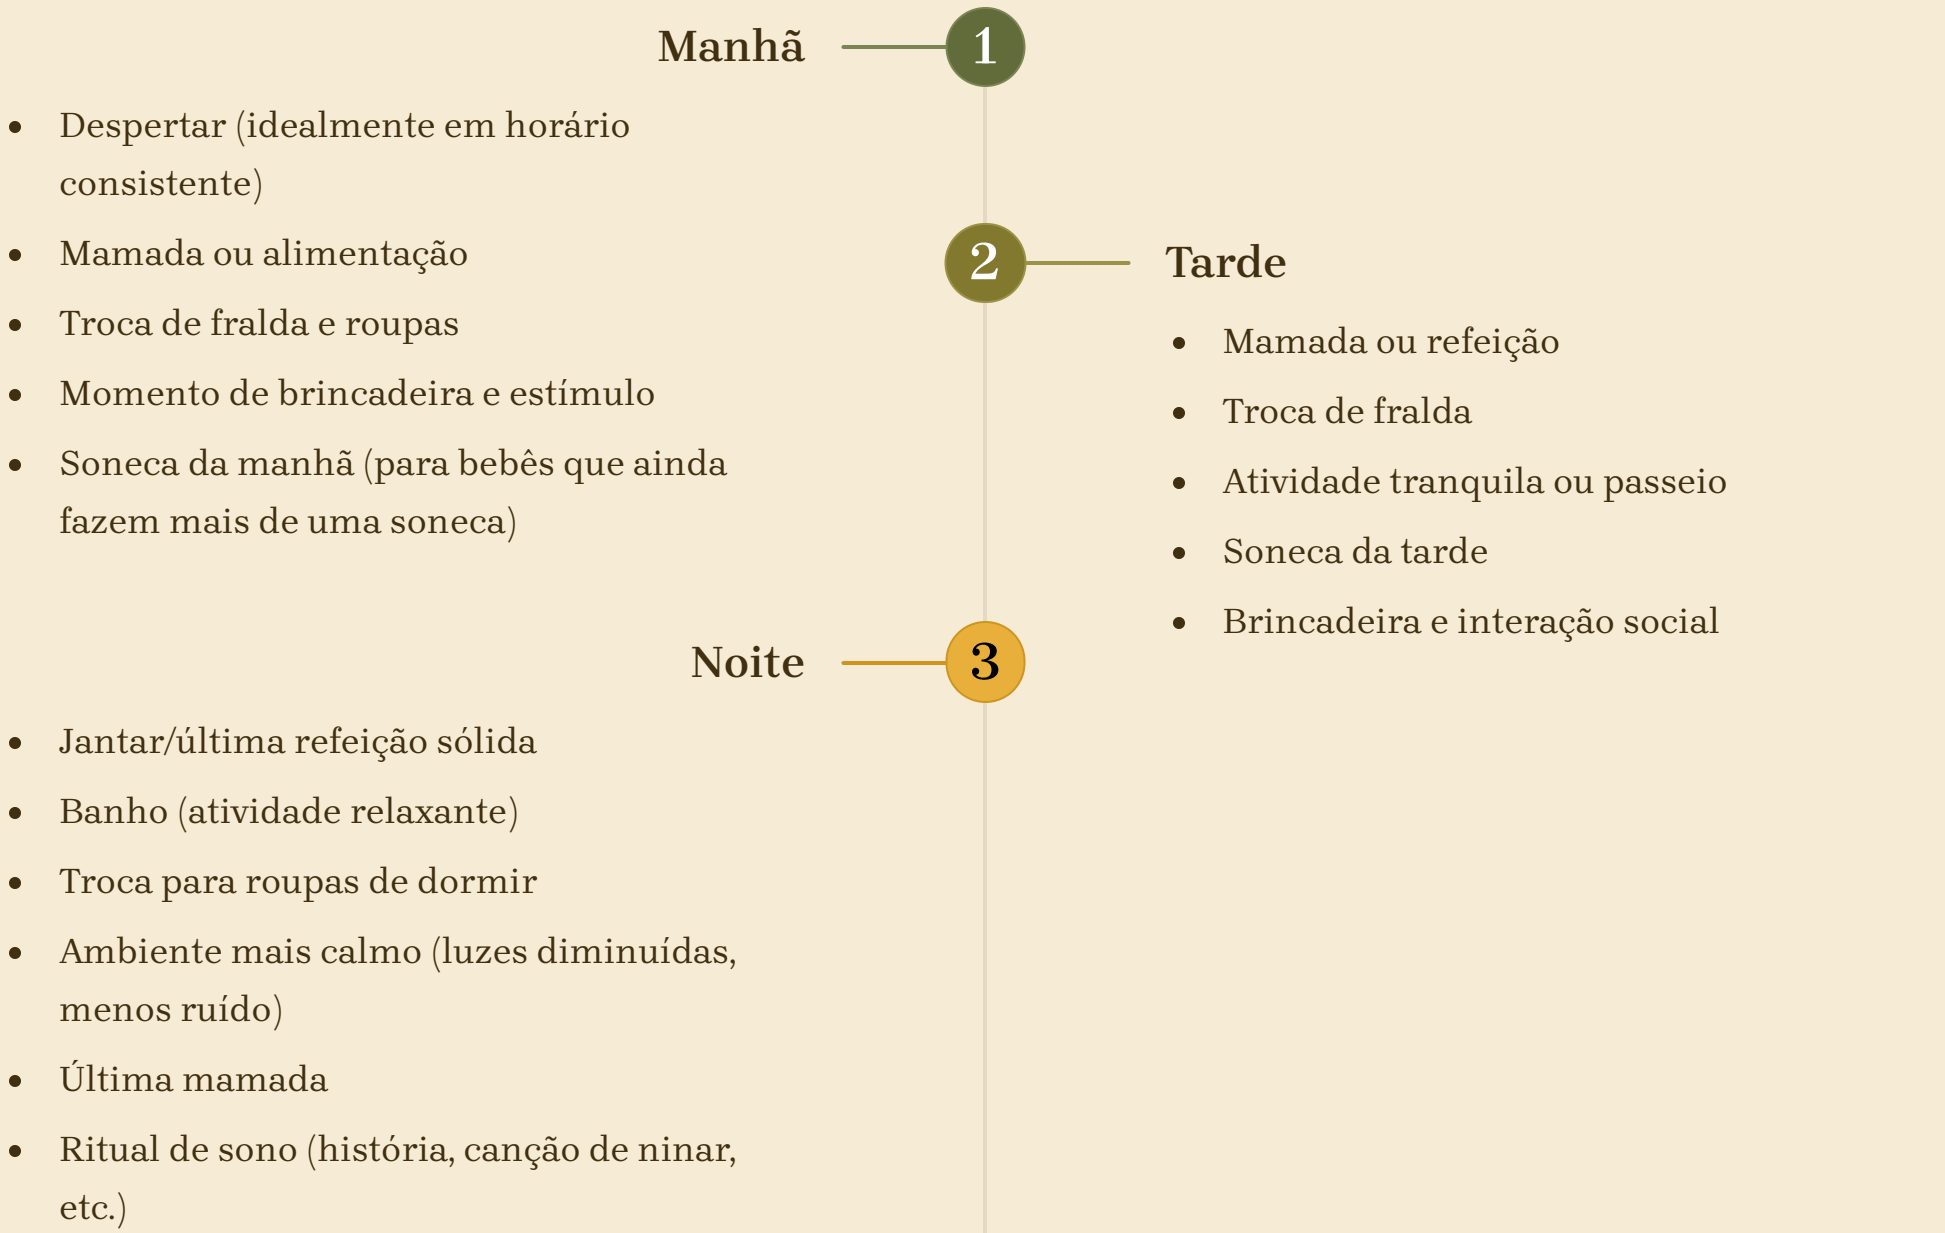 Manhã
1
Despertar (idealmente em horário
consistente)
Mamada ou alimentação
Troca de fralda e roupas
Momento de brincadeira e estímulo
Soneca da manhã (para bebês que ainda
fazem mais de uma soneca)
2
Tarde
Mamada ou refeição
Troca de fralda
Atividade tranquila ou passeio
Soneca da tarde
Brincadeira e interação social
Noite
3
Jantar/última refeição sólida
Banho (atividade relaxante)
Troca para roupas de dormir
Ambiente mais calmo (luzes diminuídas,
menos ruído)
Última mamada
Ritual de sono (história, canção de ninar,
etc.)